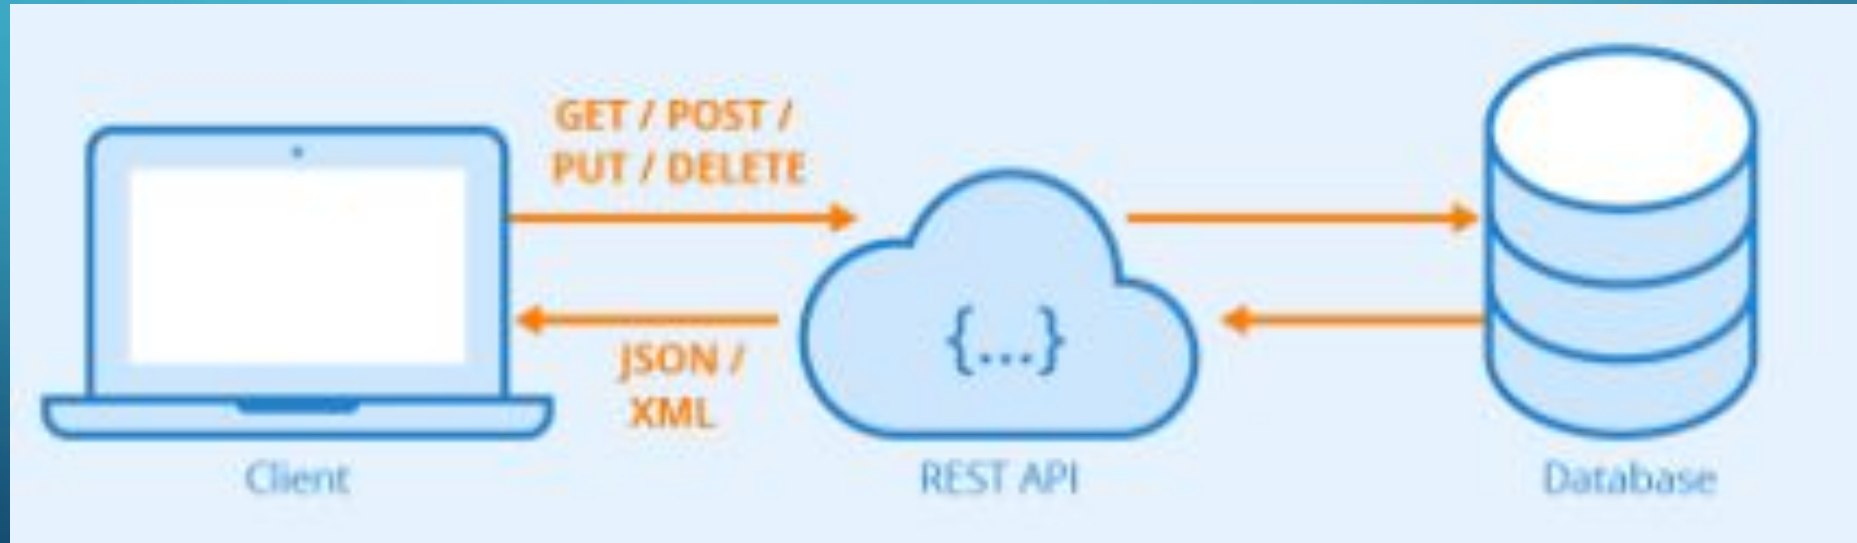 GET / POST /
PUT / DELETE
{...}
JSON /
XML
Client
REST API
Database